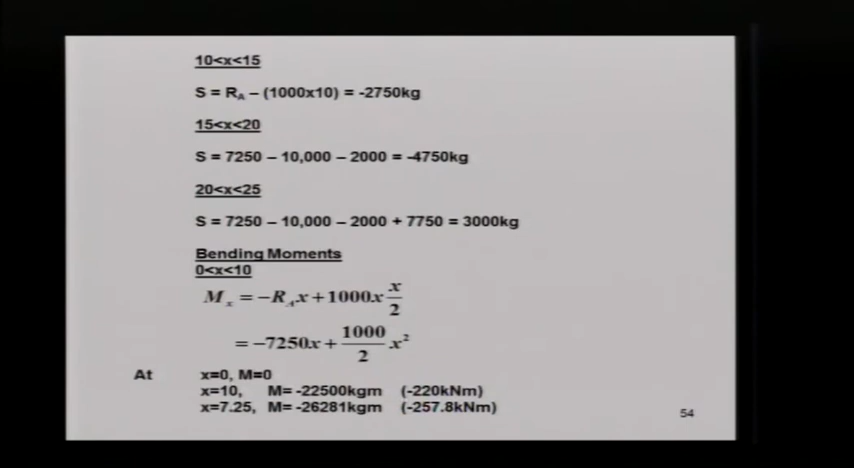 10<x<15
S = R_A – (1000x10) = -2750kg
15<x<20
S = 7250 – 10,000 – 2000 = -4750kg
20<x<25
S = 7250 – 10,000 – 2000 + 7750 = 3000kg
Bending Moments
0<x<10
M_x = -R_A x + 1000x x/2
= -7250x + 1000/2 x²
At x=0, M=0
x=10, M= -22500kgm (-220kNm)
x=7.25, M= -26281kgm (-257.8kNm)
54